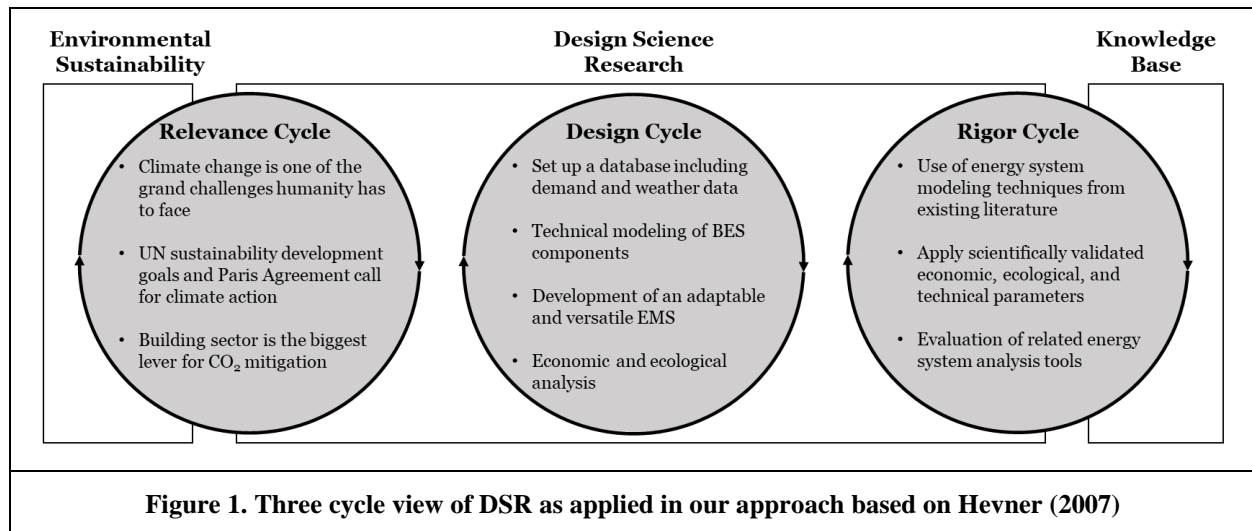 Environmental
Sustainability
Design Science
Research
Knowledge
Base
Relevance Cycle
• Climate change is one of the
grand challenges humanity has
to face
• UN sustainability development
goals and Paris Agreement call
for climate action
• Building sector is the biggest
lever for CO₂ mitigation
Design Cycle
• Set up a database including
demand and weather data
• Technical modeling of BES
components
• Development of an adaptable
and versatile EMS
• Economic and ecological
analysis
Rigor Cycle
• Use of energy system
modeling techniques from
existing literature
• Apply scientifically validated
economic, ecological, and
technical parameters
• Evaluation of related energy
system analysis tools
Figure 1. Three cycle view of DSR as applied in our approach based on Hevner (2007)